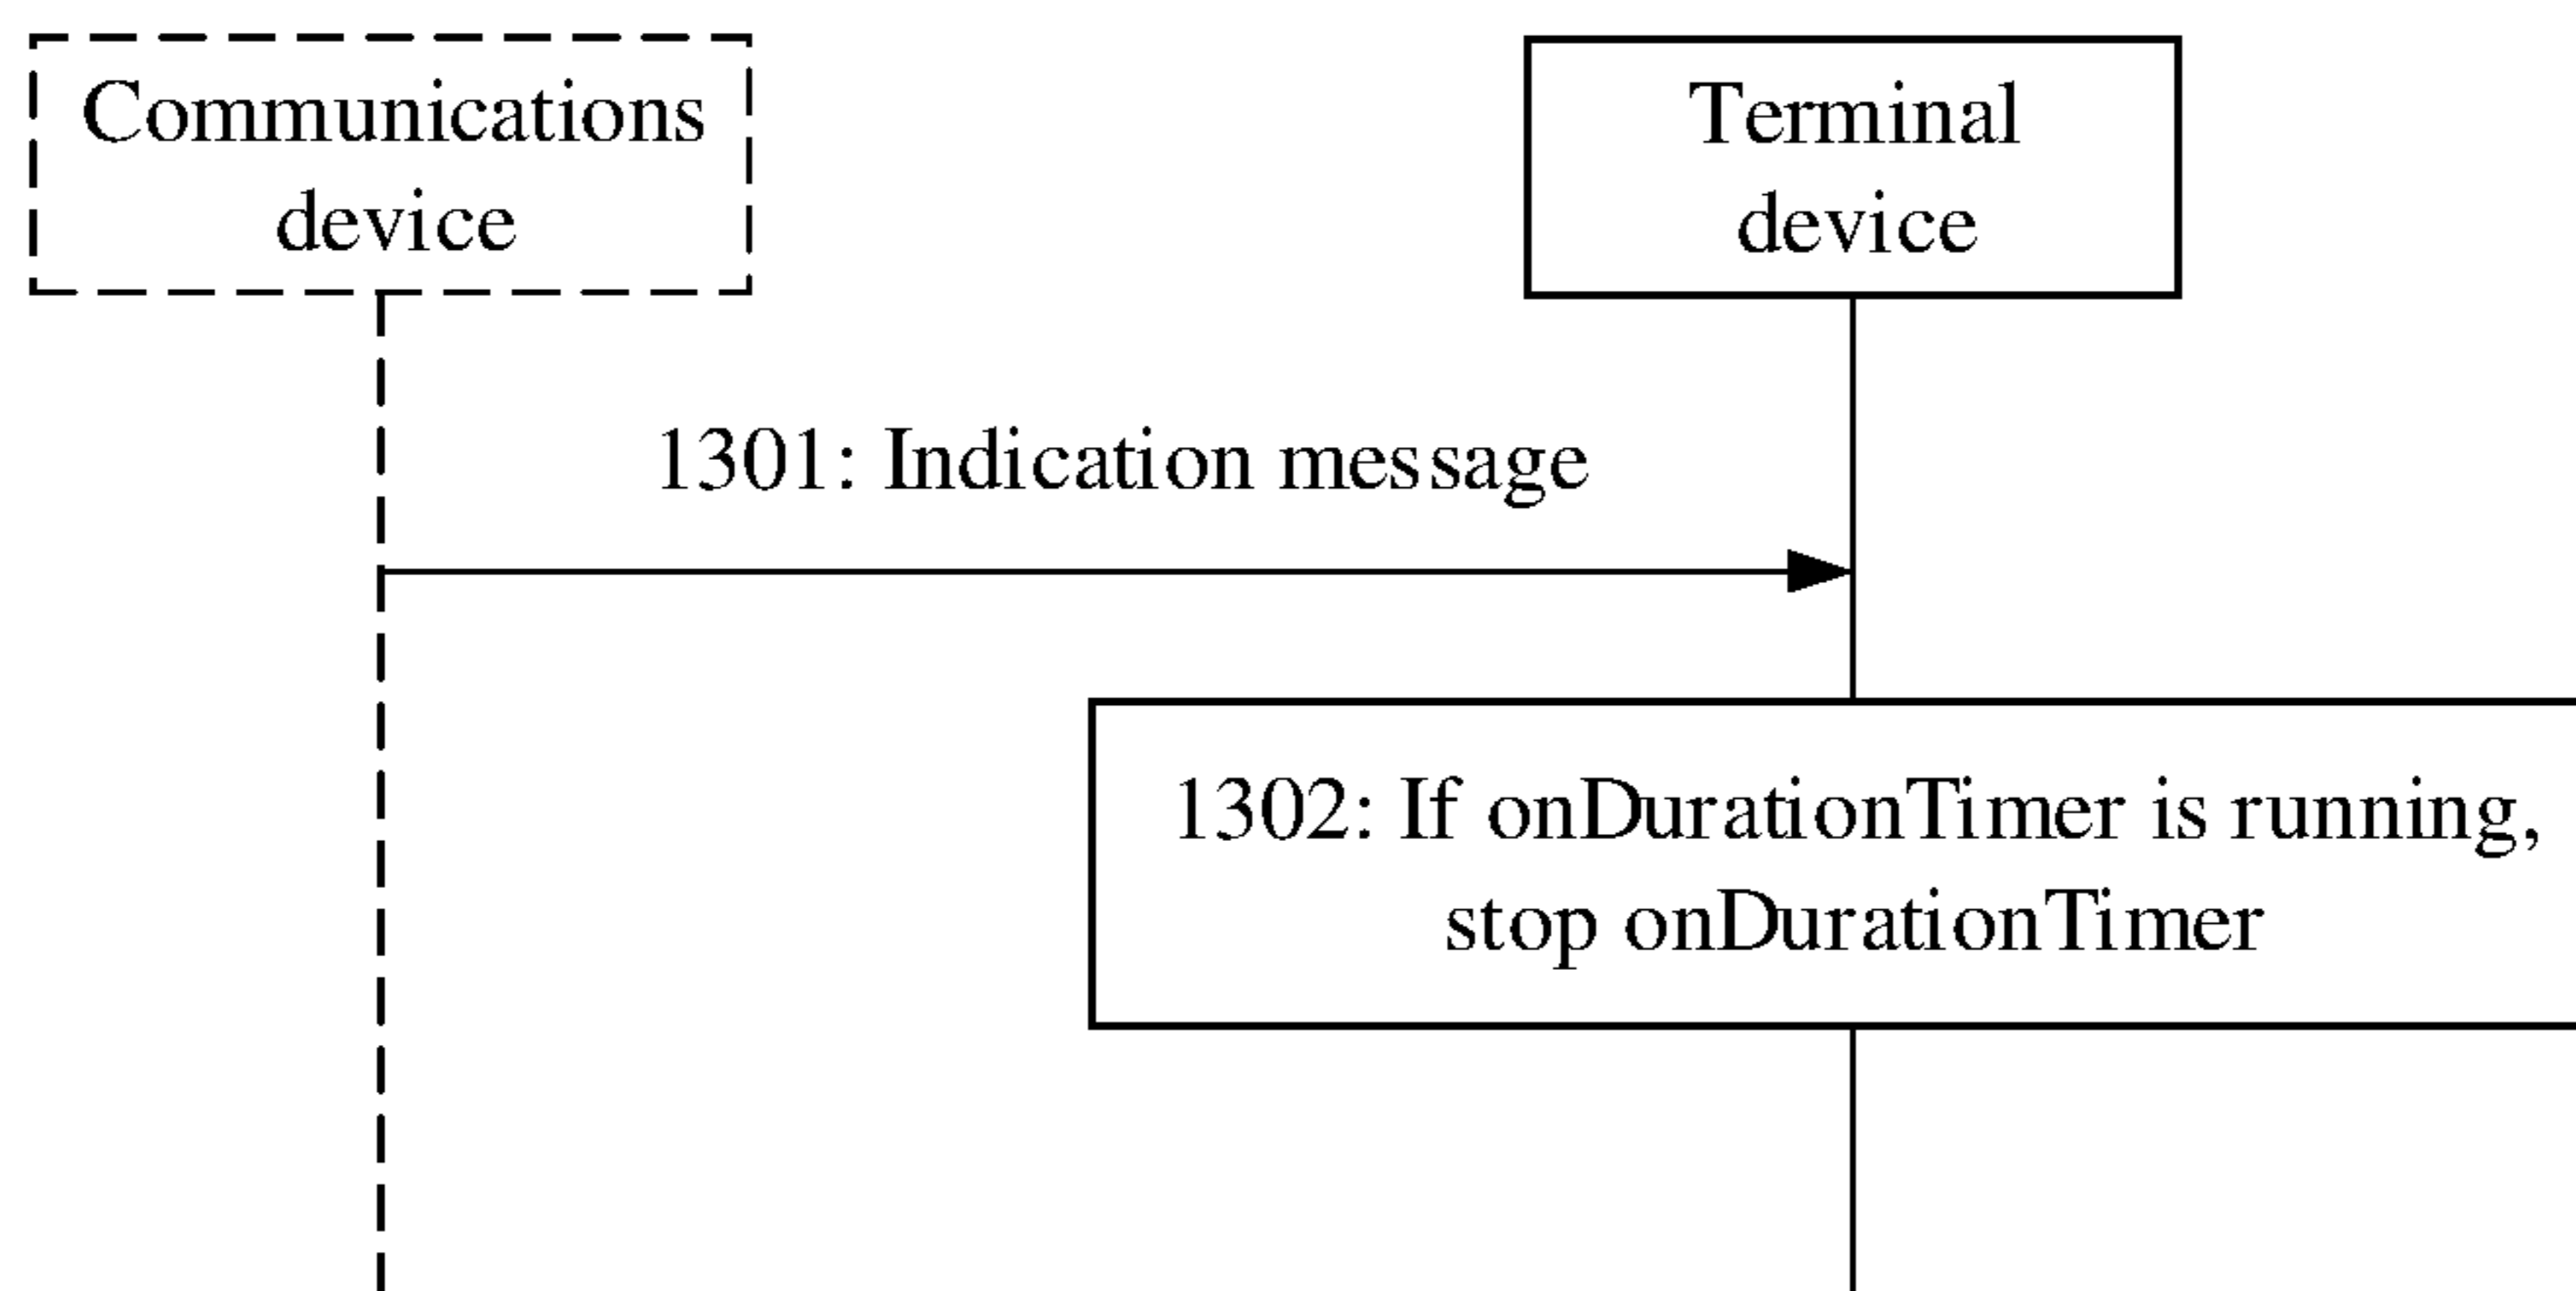 Communications
device
Terminal
device
1301: Indication message
1302: If onDurationTimer is running,
stop onDurationTimer